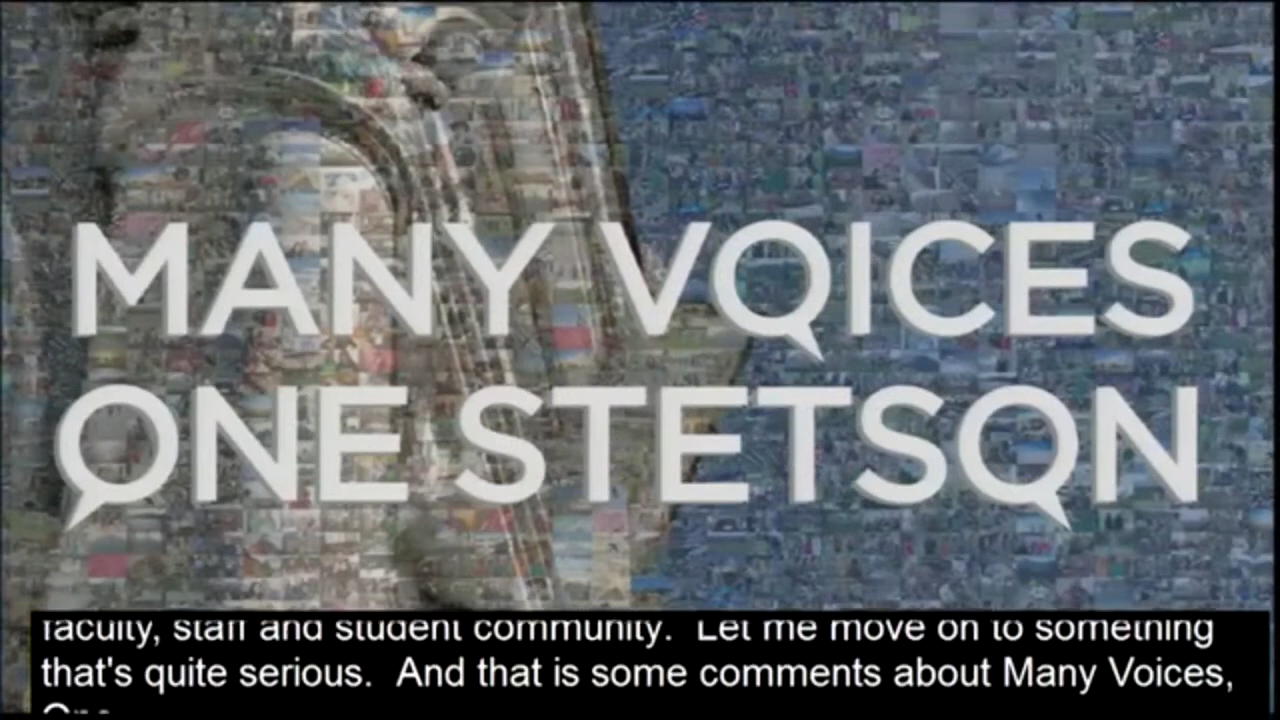 MANY VOICES
ONE STETSON
faculty, staff and student community. Let me move on to something
that's quite serious. And that is some comments about Many Voices,
One